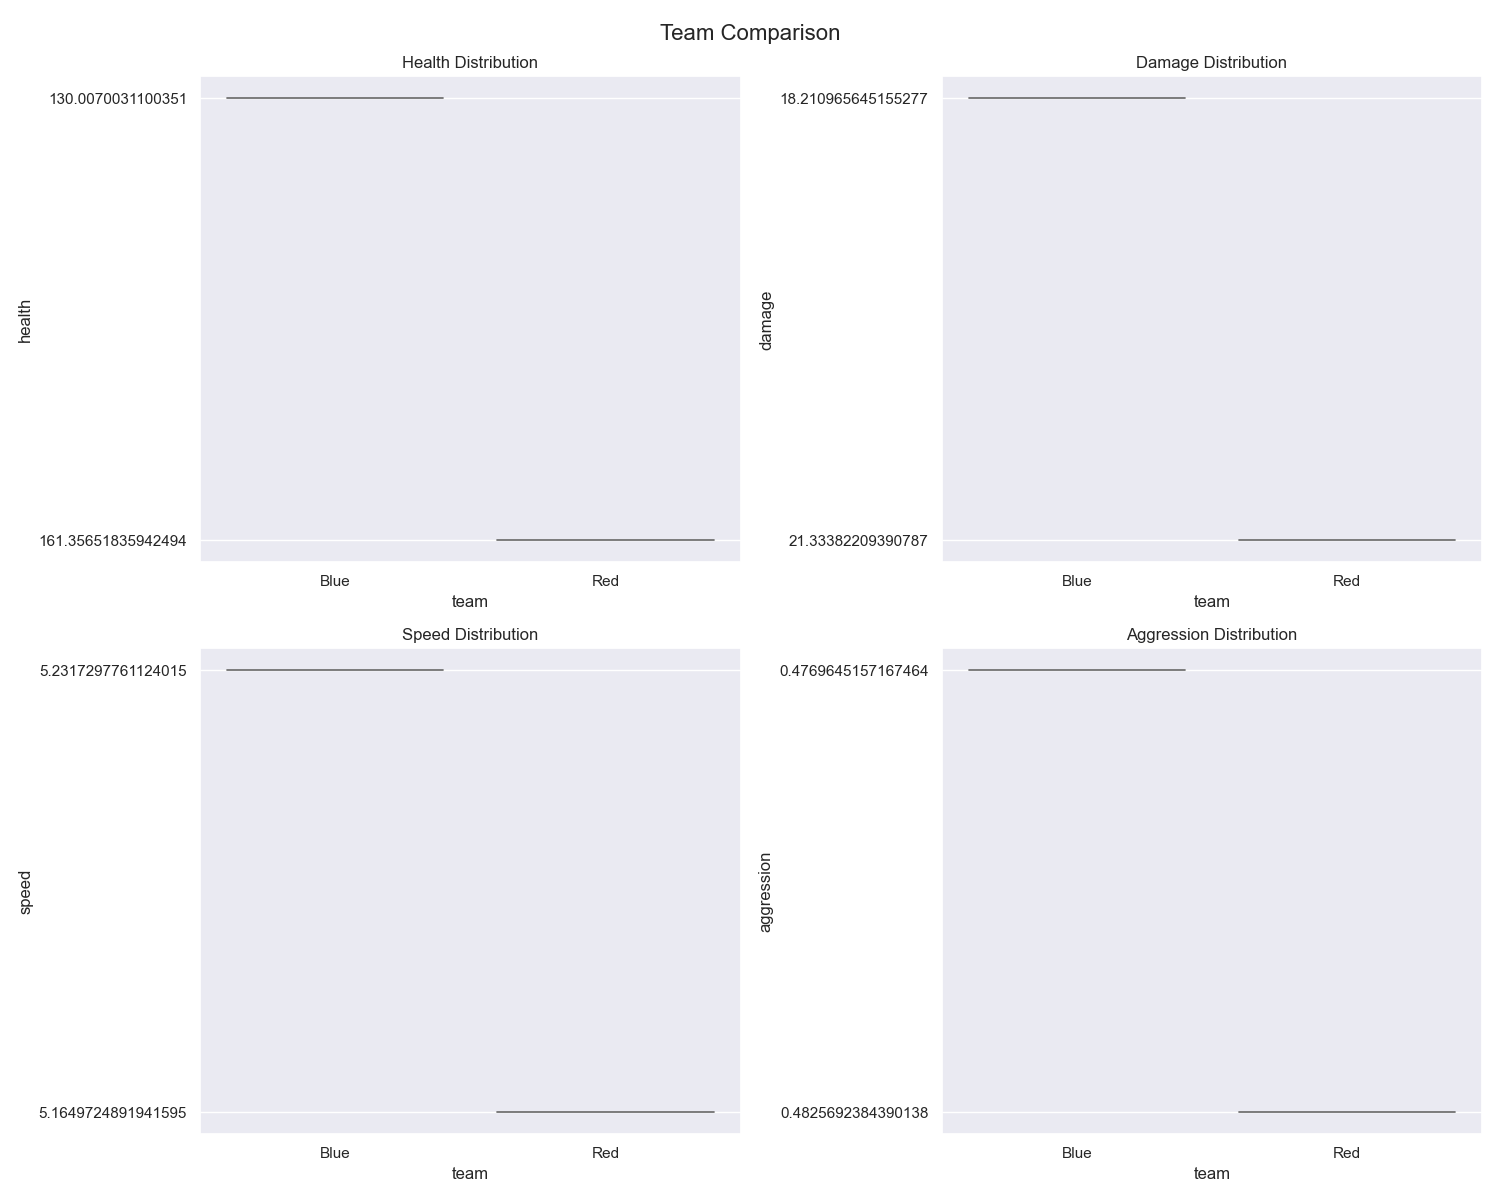 Team Comparison
Health Distribution
130.0070031100351
health
161.35651835942494
Blue Red
team
Damage Distribution
18.210965645155277
damage
21.33382209390787
Blue Red
team
Speed Distribution
5.2317297761124015
speed
5.1649724891941595
Blue Red
team
Aggression Distribution
0.4769645157167464
aggression
0.4825692384390138
Blue Red
team